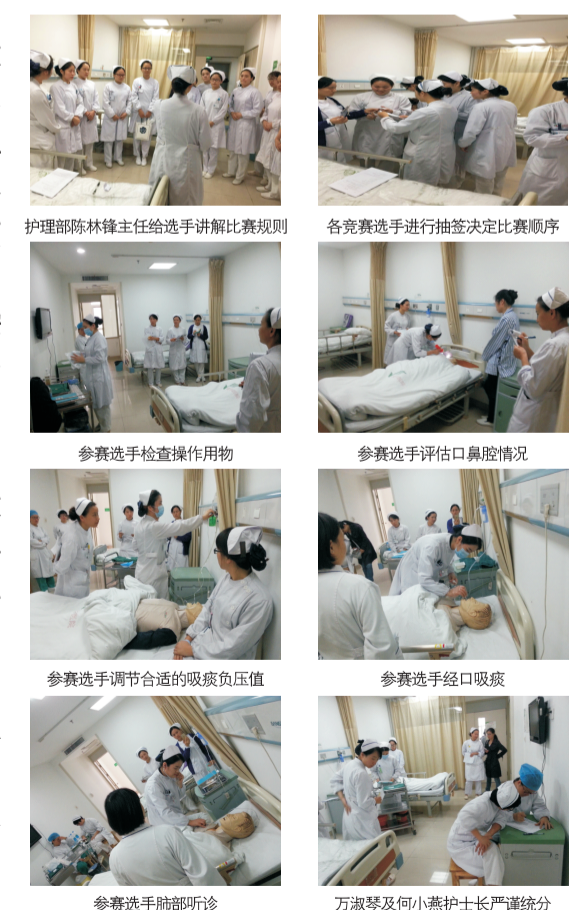 护理部陈林锋主任给选手讲解比赛规则
各竞赛选手进行抽签决定比赛顺序
参赛选手检查操作用物
参赛选手评估口鼻腔情况
参赛选手调节合适的吸痰负压值
参赛选手经口吸痰
参赛选手肺部听诊
万淑琴及何小燕护士长严谨统分